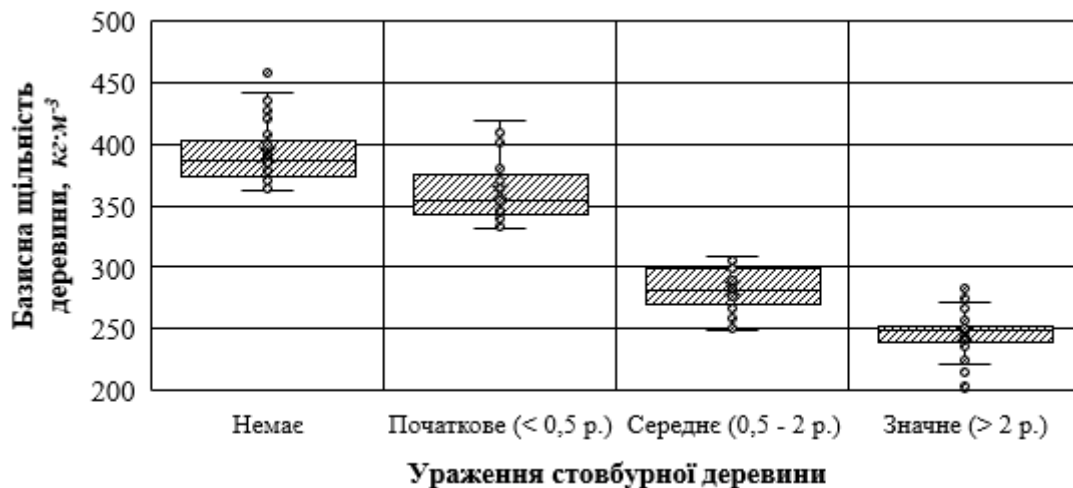 Базисна щільність
деревини, кг·м⁻³
500
450
400
350
300
250
200
Немає
Початкове (< 0,5 р.)
Середнє (0,5 - 2 р.)
Значне (> 2 р.)
Ураження стовбурної деревини